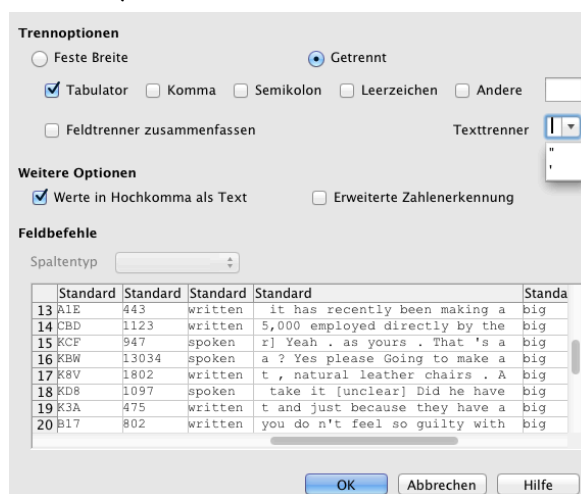 Trennoptionen
Feste Breite Getrennt
Tabulator Komma Semikolon Leerzeichen Andere
Feldtrenner zusammenfassen Texttrenner
"
'
Weitere Optionen
Werte in Hochkomma als Text Erweiterte Zahlenerkennung
Feldbefehle
Spaltentyp
Standard Standard Standard Standard Standa
13 A1E 443 written it has recently been making a big
14 CBD 1123 written 5,000 employed directly by the big
15 KCF 947 spoken r] Yeah . as yours . That 's a big
16 KBW 13034 spoken a ? Yes please Going to make a big
17 K8V 1802 written t , natural leather chairs . A big
18 KD8 1097 spoken take it [unclear] Did he have big
19 K3A 475 written t and just because they have a big
20 B17 802 written you do n't feel so guilty with big
OK Abbrechen Hilfe